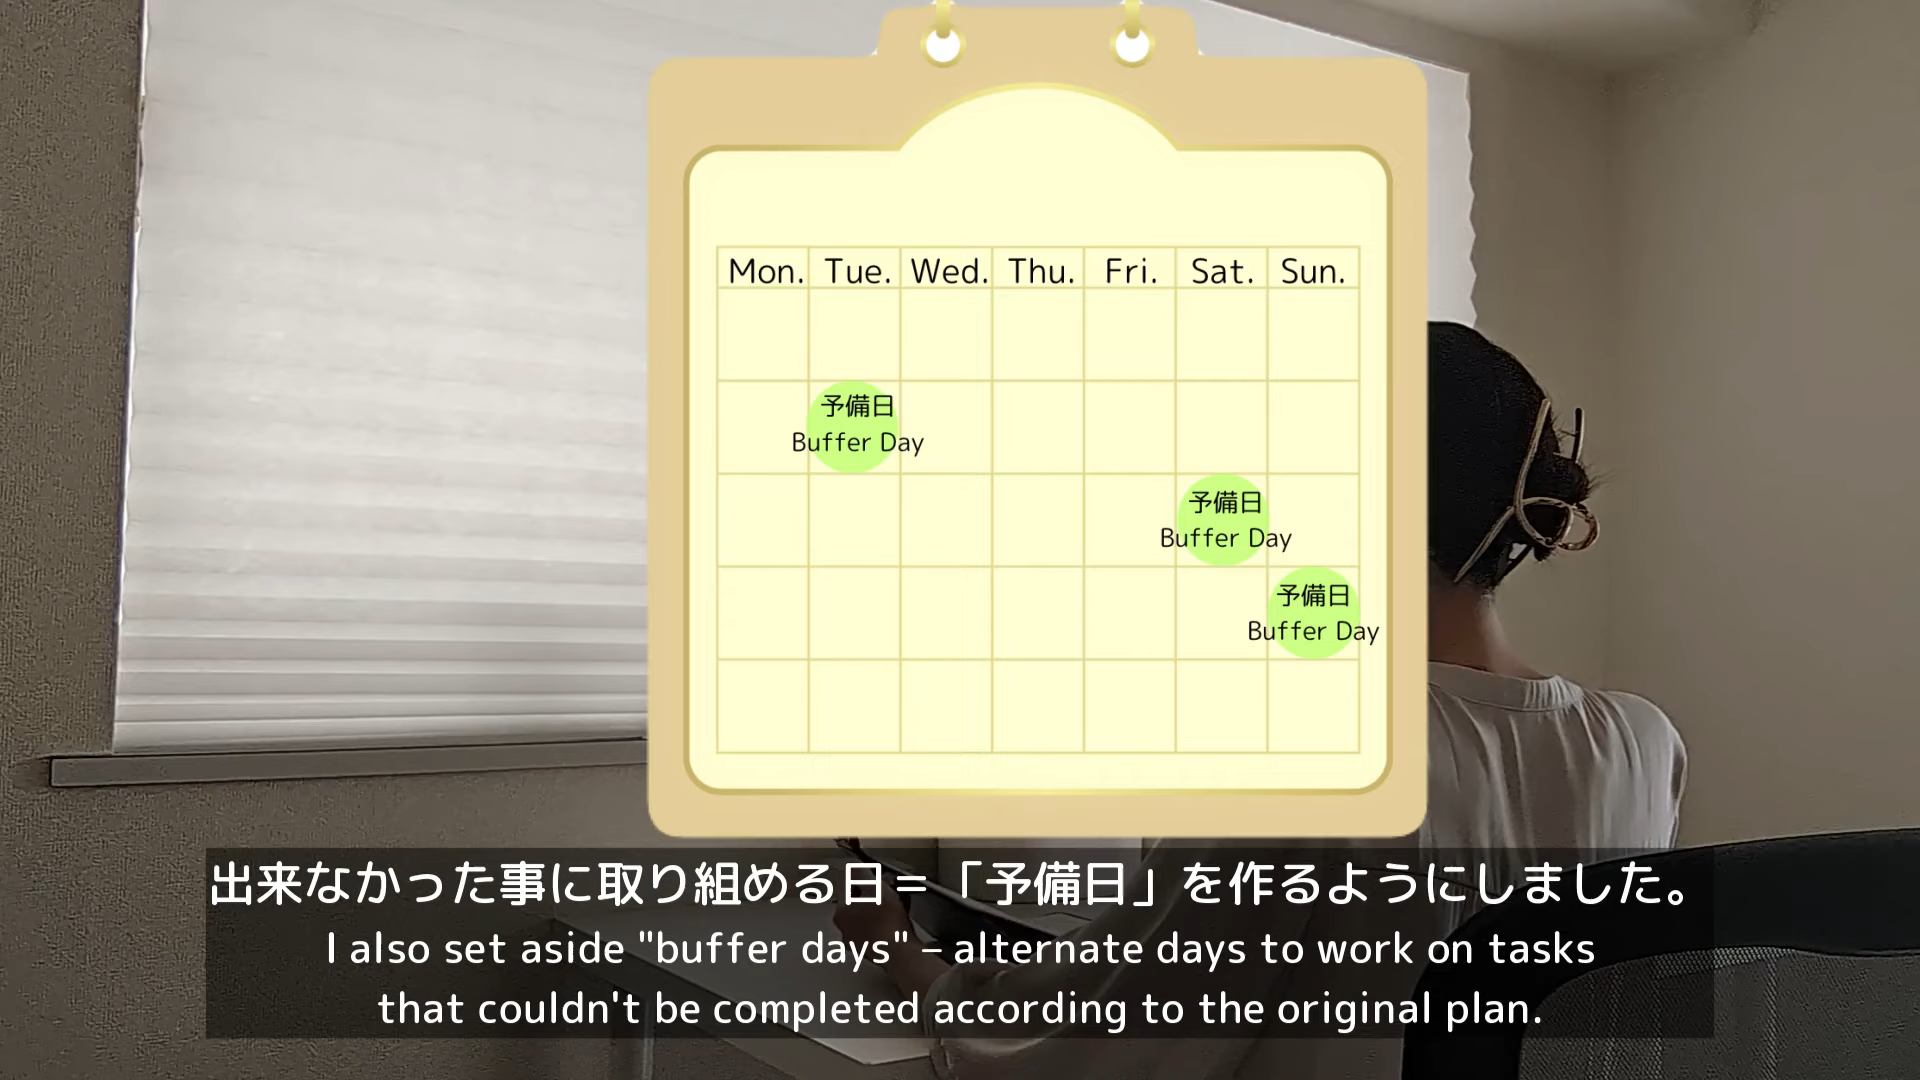 Mon. Tue. Wed. Thu. Fri. Sat. Sun.
予備日
Buffer Day
予備日
Buffer Day
予備日
Buffer Day
出来なかった事に取り組める日＝「予備日」を作るようにしました。
I also set aside "buffer days" – alternate days to work on tasks
that couldn't be completed according to the original plan.